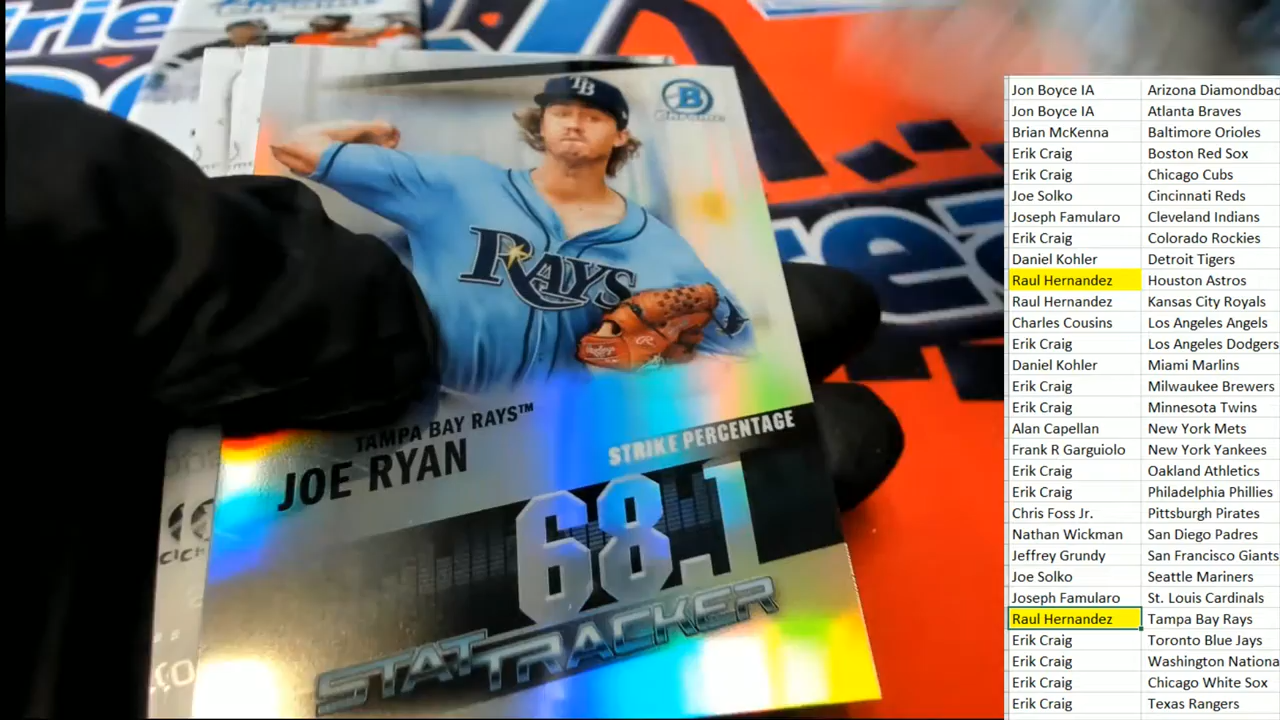 TB
B
Chrome
RAYS
Rawlings
R
TAMPA BAY RAYS™
JOE RYAN
STRIKE PERCENTAGE
68.1
STAT TRACKER
Jon Boyce IA Arizona Diamondbac
Jon Boyce IA Atlanta Braves
Brian McKenna Baltimore Orioles
Erik Craig Boston Red Sox
Erik Craig Chicago Cubs
Joe Solko Cincinnati Reds
Joseph Famularo Cleveland Indians
Erik Craig Colorado Rockies
Daniel Kohler Detroit Tigers
Raul Hernandez Houston Astros
Raul Hernandez Kansas City Royals
Charles Cousins Los Angeles Angels
Erik Craig Los Angeles Dodgers
Daniel Kohler Miami Marlins
Erik Craig Milwaukee Brewers
Erik Craig Minnesota Twins
Alan Capellan New York Mets
Frank R Garguiolo New York Yankees
Erik Craig Oakland Athletics
Erik Craig Philadelphia Phillies
Chris Foss Jr. Pittsburgh Pirates
Nathan Wickman San Diego Padres
Jeffrey Grundy San Francisco Giants
Joe Solko Seattle Mariners
Joseph Famularo St. Louis Cardinals
Raul Hernandez Tampa Bay Rays
Erik Craig Toronto Blue Jays
Erik Craig Washington Nationa
Erik Craig Chicago White Sox
Erik Craig Texas Rangers